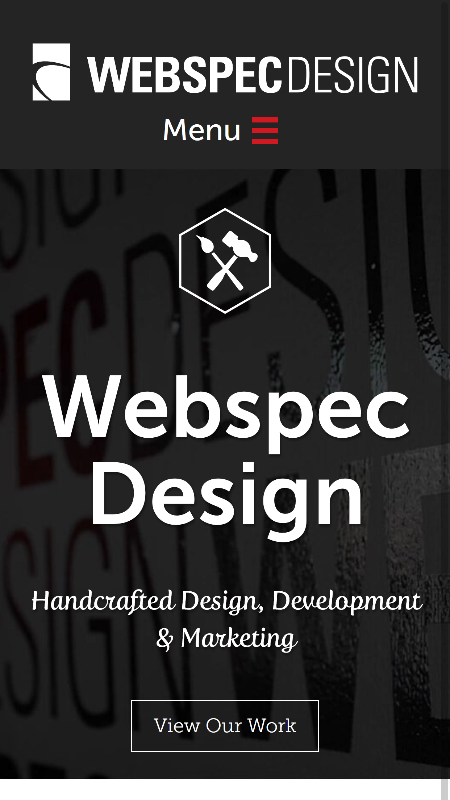 WEBSPECDESIGN
Menu
Webspec
Design
Handcrafted Design, Development
& Marketing
View Our Work